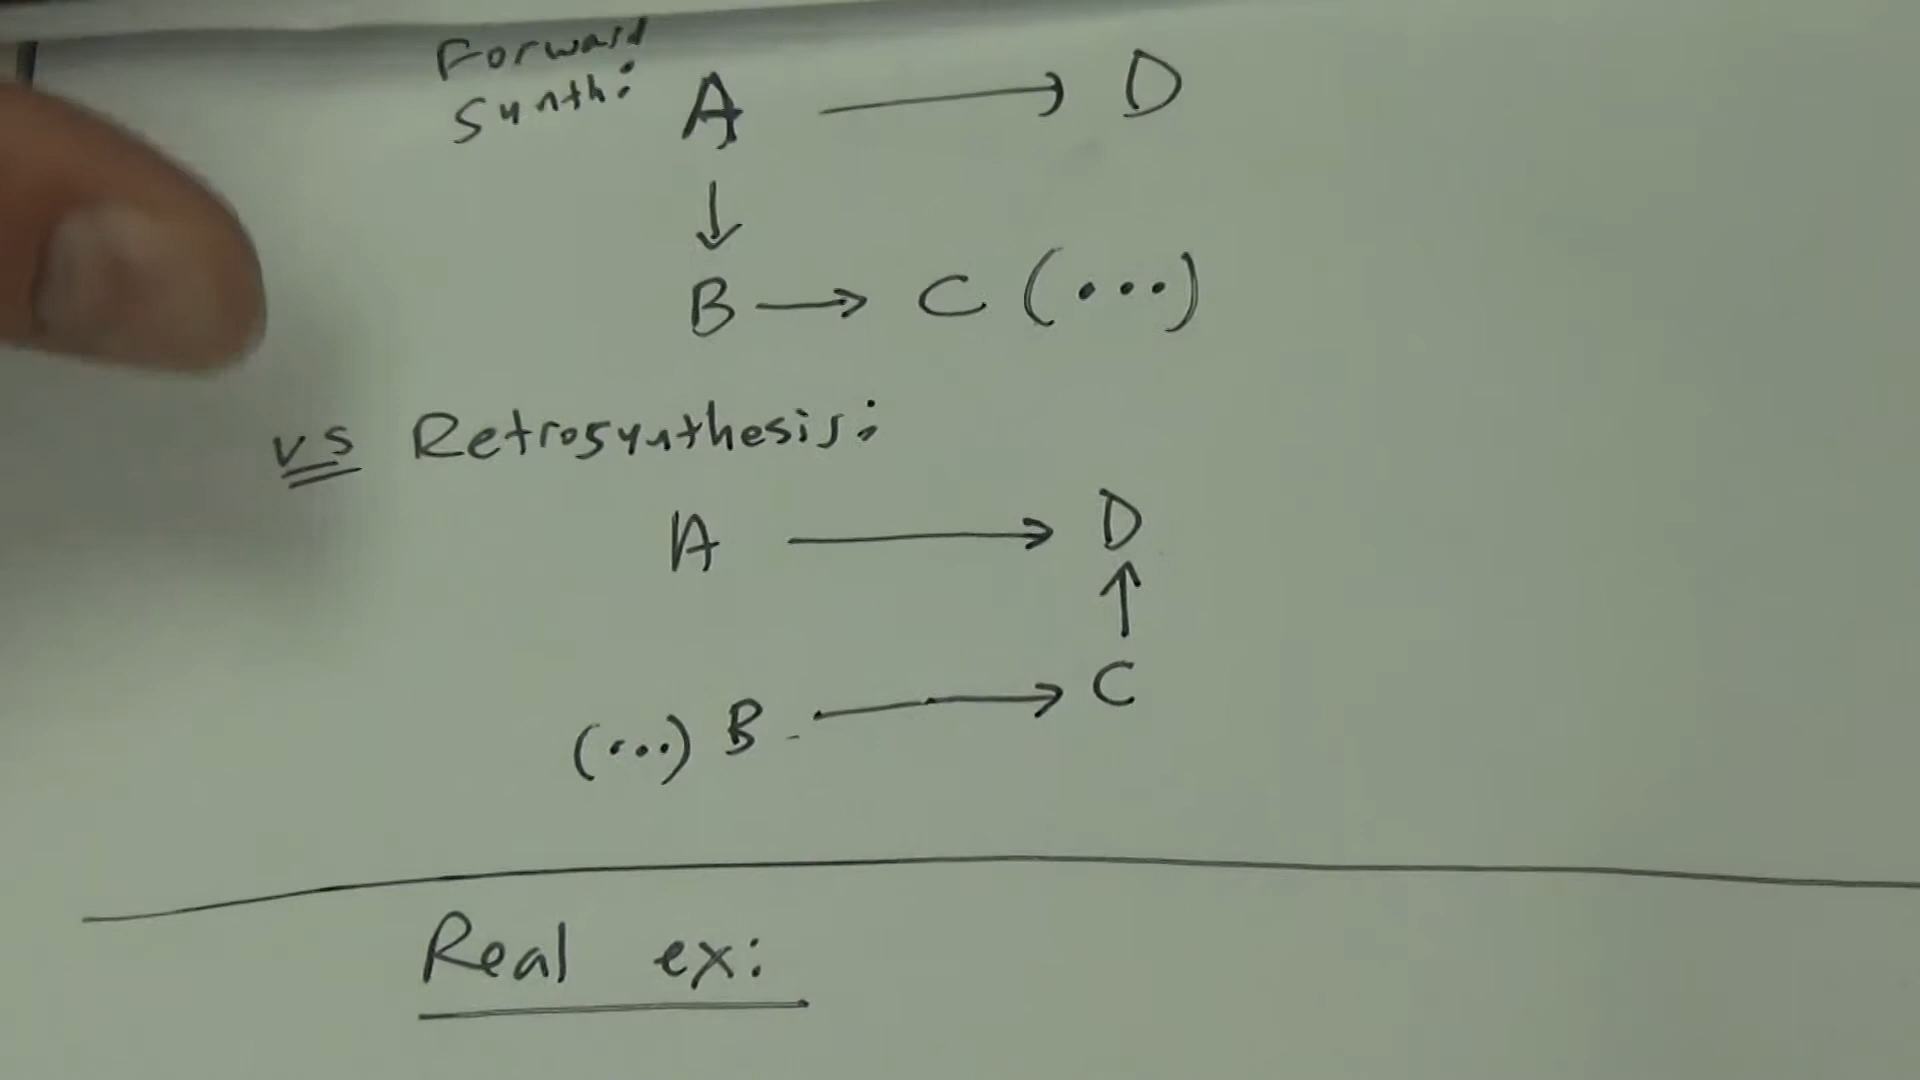 Forward
Synth: A → D
↓
B → C (...)
vs Retrosynthesis:
A → D
↑
(...) B → C
Real ex: